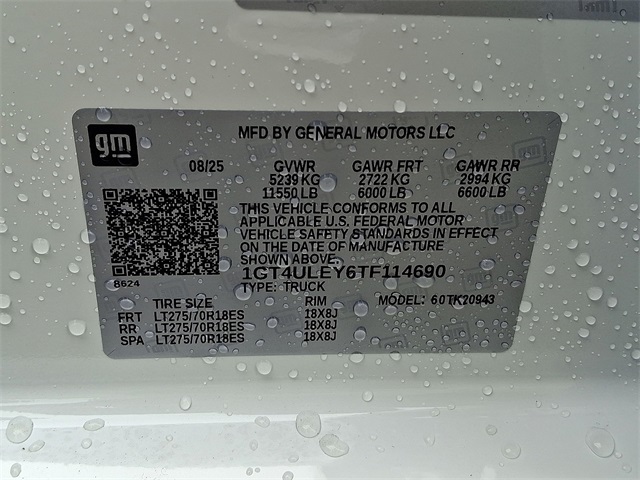 gm
MFD BY GENERAL MOTORS LLC
08/25 GVWR GAWR FRT GAWR RR
5239 KG 2722 KG 2994 KG
11550 LB 6000 LB 6600 LB
THIS VEHICLE CONFORMS TO ALL
APPLICABLE U.S. FEDERAL MOTOR
VEHICLE SAFETY STANDARDS IN EFFECT
ON THE DATE OF MANUFACTURE
SHOWN ABOVE.
1GT4ULEY6TF114690
8624
TYPE: TRUCK
TIRE SIZE RIM MODEL: 60TK20943
FRT LT275/70R18ES 18X8J
RR LT275/70R18ES 18X8J
SPA LT275/70R18ES 18X8J